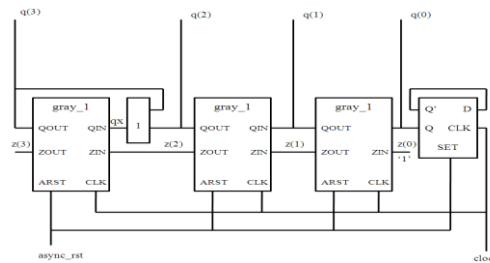 q(3) q(2) q(1) q(0)
gray_1 gray_1 gray_1
Q' D
QOUT QIN qx 1 QOUT QIN QOUT QIN Q CLK
z(3) ZOUT ZIN z(2) ZOUT ZIN z(1) ZOUT ZIN z(0)
'1' SET
ARST CLK ARST CLK ARST CLK
async_rst cloc